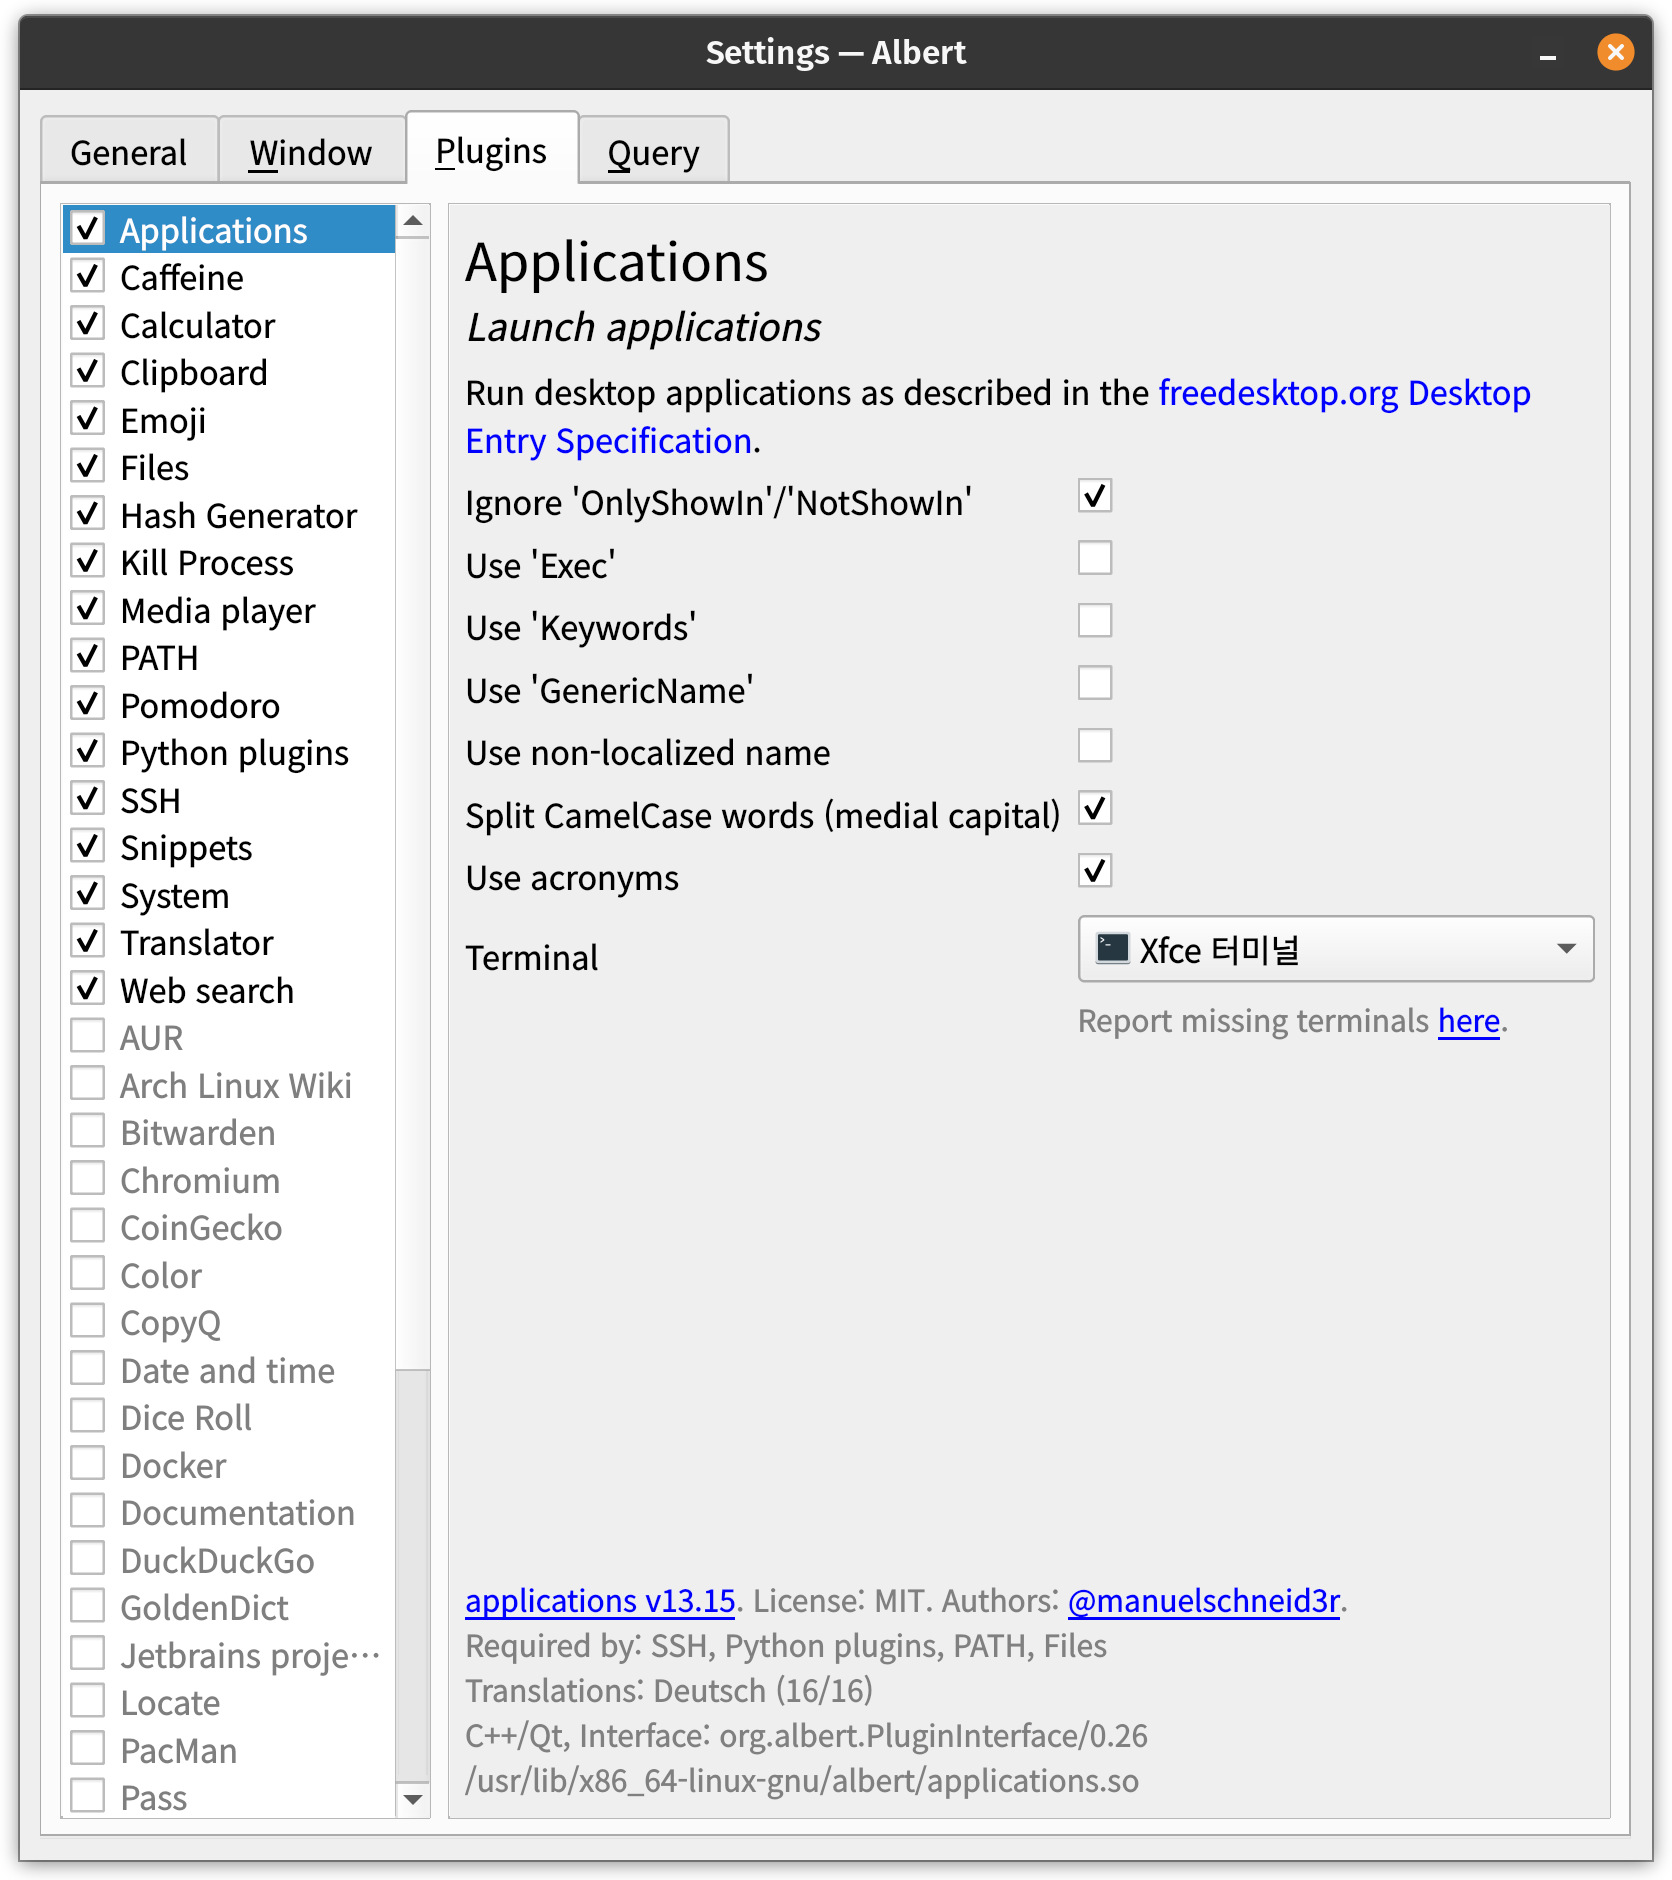 Settings — Albert
General
Window
Plugins
Query
Applications
Caffeine
Calculator
Clipboard
Emoji
Files
Hash Generator
Kill Process
Media player
PATH
Pomodoro
Python plugins
SSH
Snippets
System
Translator
Web search
AUR
Arch Linux Wiki
Bitwarden
Chromium
CoinGecko
Color
CopyQ
Date and time
Dice Roll
Docker
Documentation
DuckDuckGo
GoldenDict
Jetbrains proje⋯
Locate
PacMan
Pass
Applications
Launch applications
Run desktop applications as described in the freedesktop.org Desktop
Entry Specification.
Ignore 'OnlyShowIn'/'NotShowIn'
Use 'Exec'
Use 'Keywords'
Use 'GenericName'
Use non-localized name
Split CamelCase words (medial capital)
Use acronyms
Terminal
Xfce 터미널
Report missing terminals here.
applications v13.15. License: MIT. Authors: @manuelschneid3r.
Required by: SSH, Python plugins, PATH, Files
Translations: Deutsch (16/16)
C++/Qt, Interface: org.albert.PluginInterface/0.26
/usr/lib/x86_64-linux-gnu/albert/applications.so